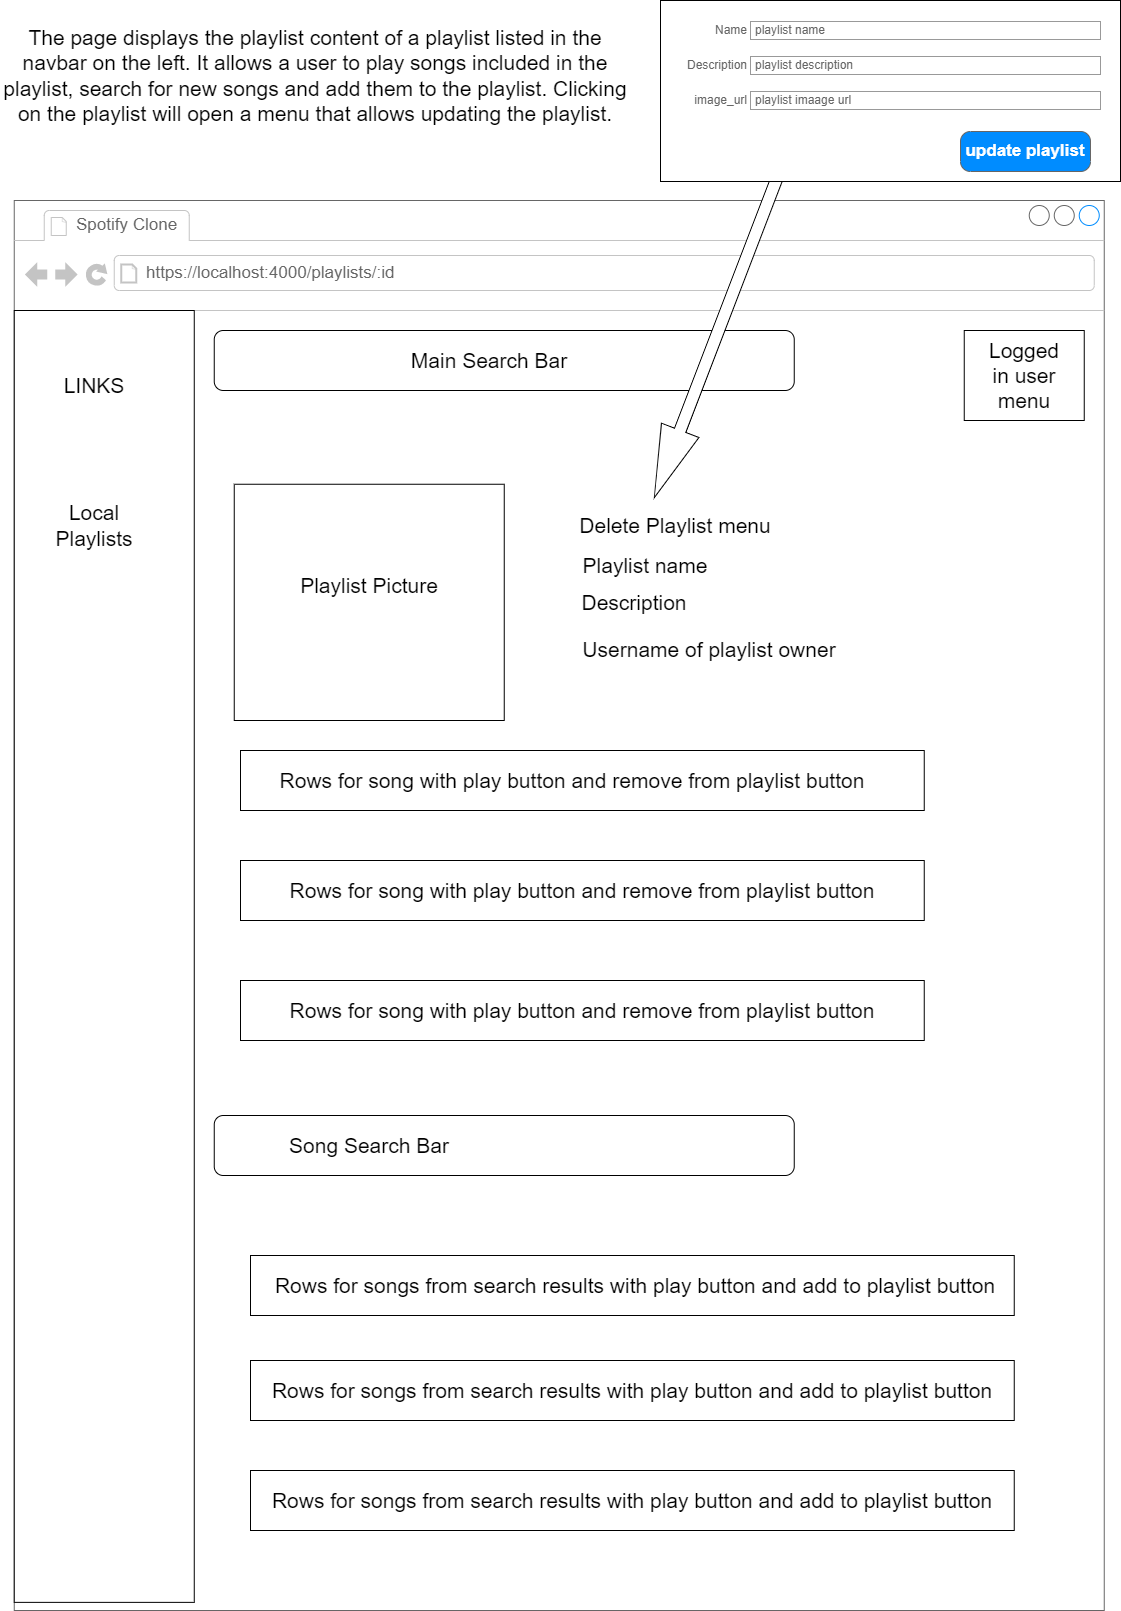 The page displays the playlist content of a playlist listed in the
navbar on the left. It allows a user to play songs included in the
playlist, search for new songs and add them to the playlist. Clicking
on the playlist will open a menu that allows updating the playlist.
Name playlist name
Description playlist description
image_url playlist imaage url
update playlist
Spotify Clone
https://localhost:4000/playlists/:id
LINKS
Local
Playlists
Main Search Bar
Logged
in user
menu
Playlist Picture
Delete Playlist menu
Playlist name
Description
Username of playlist owner
Rows for song with play button and remove from playlist button
Rows for song with play button and remove from playlist button
Rows for song with play button and remove from playlist button
Song Search Bar
Rows for songs from search results with play button and add to playlist button
Rows for songs from search results with play button and add to playlist button
Rows for songs from search results with play button and add to playlist button